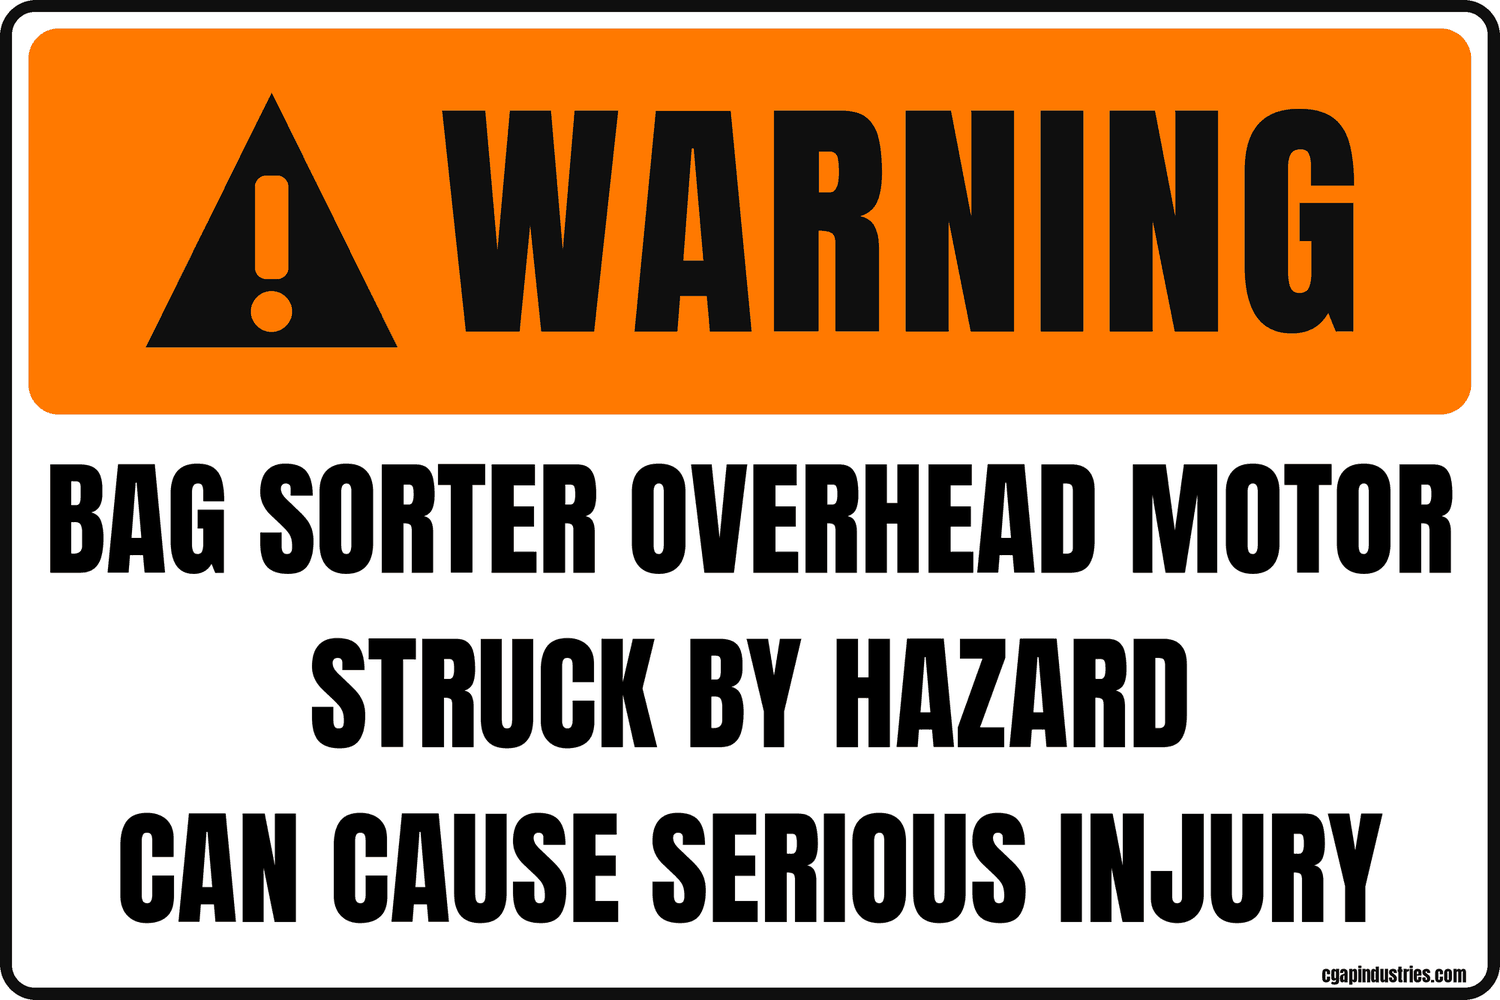 WARNING
BAG SORTER OVERHEAD MOTOR
STRUCK BY HAZARD
CAN CAUSE SERIOUS INJURY
cgapindustries.com